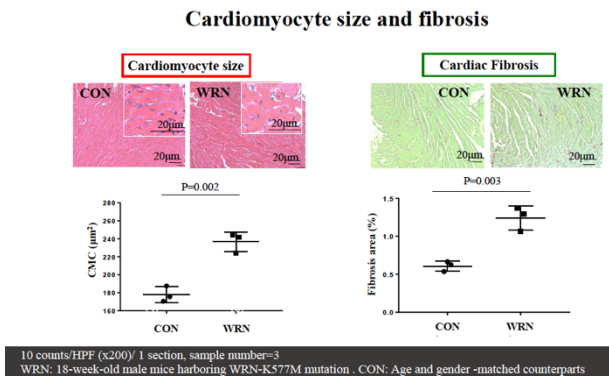 Cardiomyocyte size and fibrosis
Cardiomyocyte size
CON
20μm
20μm
WRN
20μm
20μm
P=0.002
CMC (μm²)
280
260
240
220
200
180
160
CON
WRN
Cardiac Fibrosis
CON
20μm
WRN
20μm
P=0.003
Fibrosis area (%)
1.5
1.0
0.5
0.0
CON
WRN
10 counts/HPF (x200)/ 1 section, sample number=3
WRN: 18-week-old male mice harboring WRN-K577M mutation . CON: Age and gender -matched counterparts